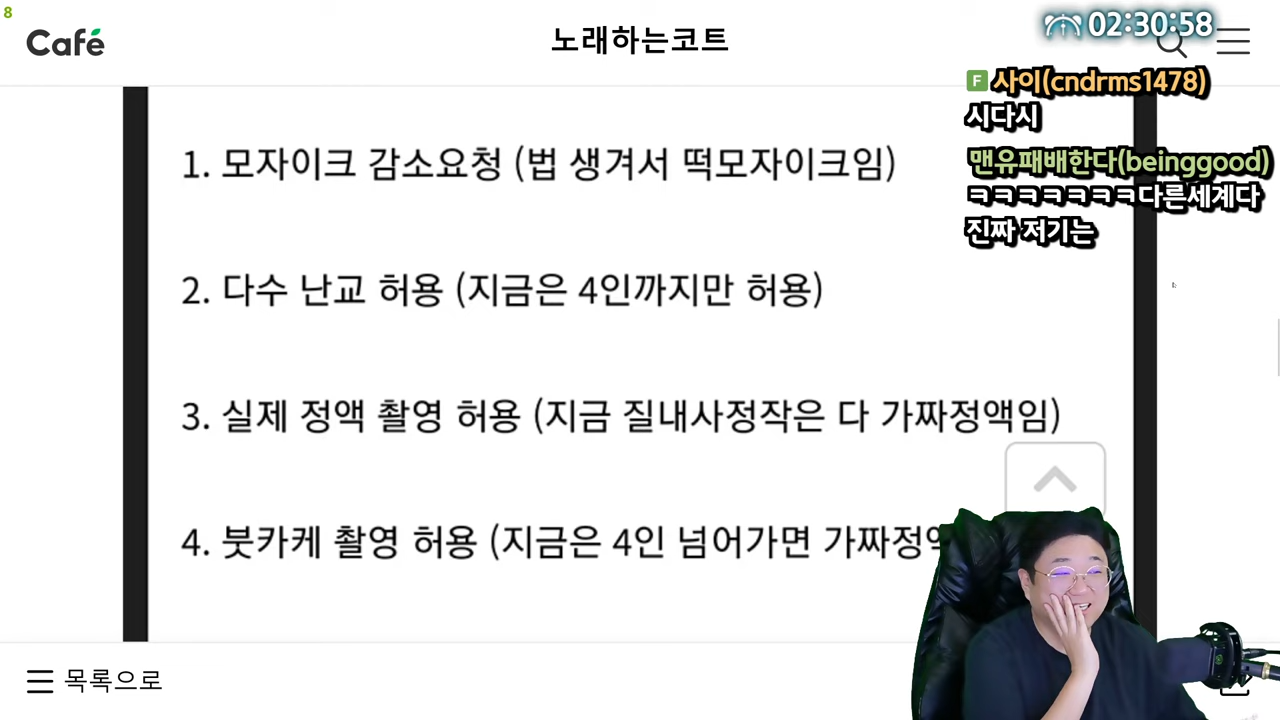 8
Café
노래하는코트
02:30:58
F 사이(cndrms1478)
시다시
맨유패배한다(beinggood)
ㅋㅋㅋㅋㅋㅋㅋ다른세계다
진짜 저기는
1. 모자이크 감소요청 (법 생겨서 떡모자이크임)
2. 다수 난교 허용 (지금은 4인까지만 허용)
3. 실제 정액 촬영 허용 (지금 질내사정작은 다 가짜정액임)
4. 붓카케 촬영 허용 (지금은 4인 넘어가면 가짜정액
목록으로